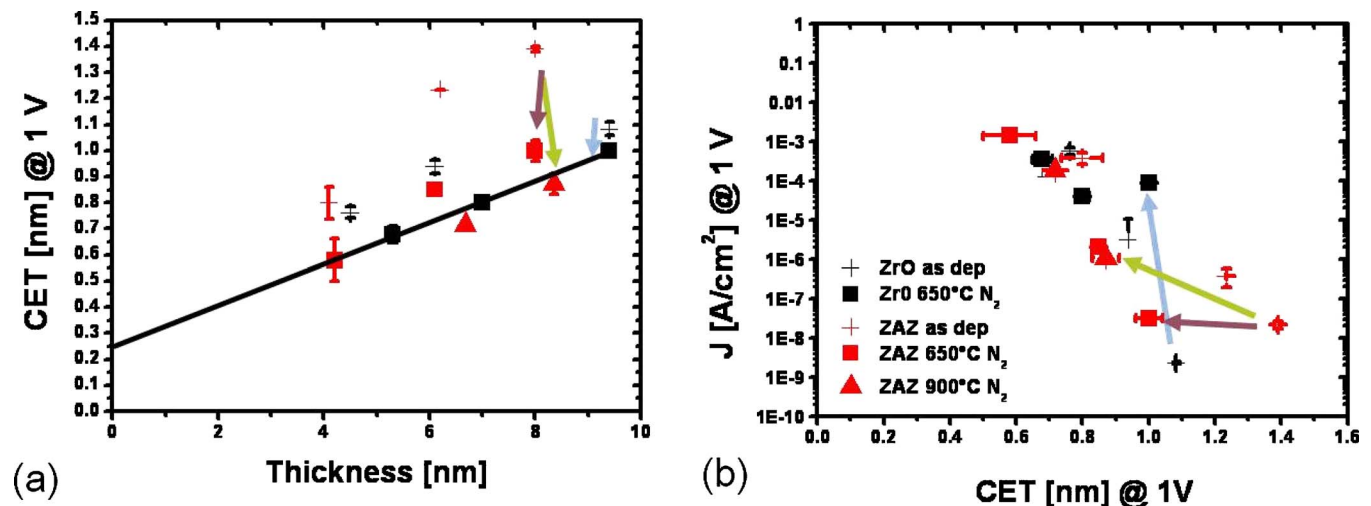 CET [nm] @ 1 V
1.5
1.4
1.3
1.2
1.1
1.0
0.9
0.8
0.7
0.6
0.5
0.4
0.3
0.2
0.1
0.0
0 2 4 6 8 10
Thickness [nm]
(a)
J [A/cm²] @ 1 V
1
0.1
0.01
1E-3
1E-4
1E-5
1E-6
1E-7
1E-8
1E-9
1E-10
ZrO as dep
Zr0 650°C N₂
ZAZ as dep
ZAZ 650°C N₂
ZAZ 900°C N₂
0.0 0.2 0.4 0.6 0.8 1.0 1.2 1.4 1.6
CET [nm] @ 1V
(b)